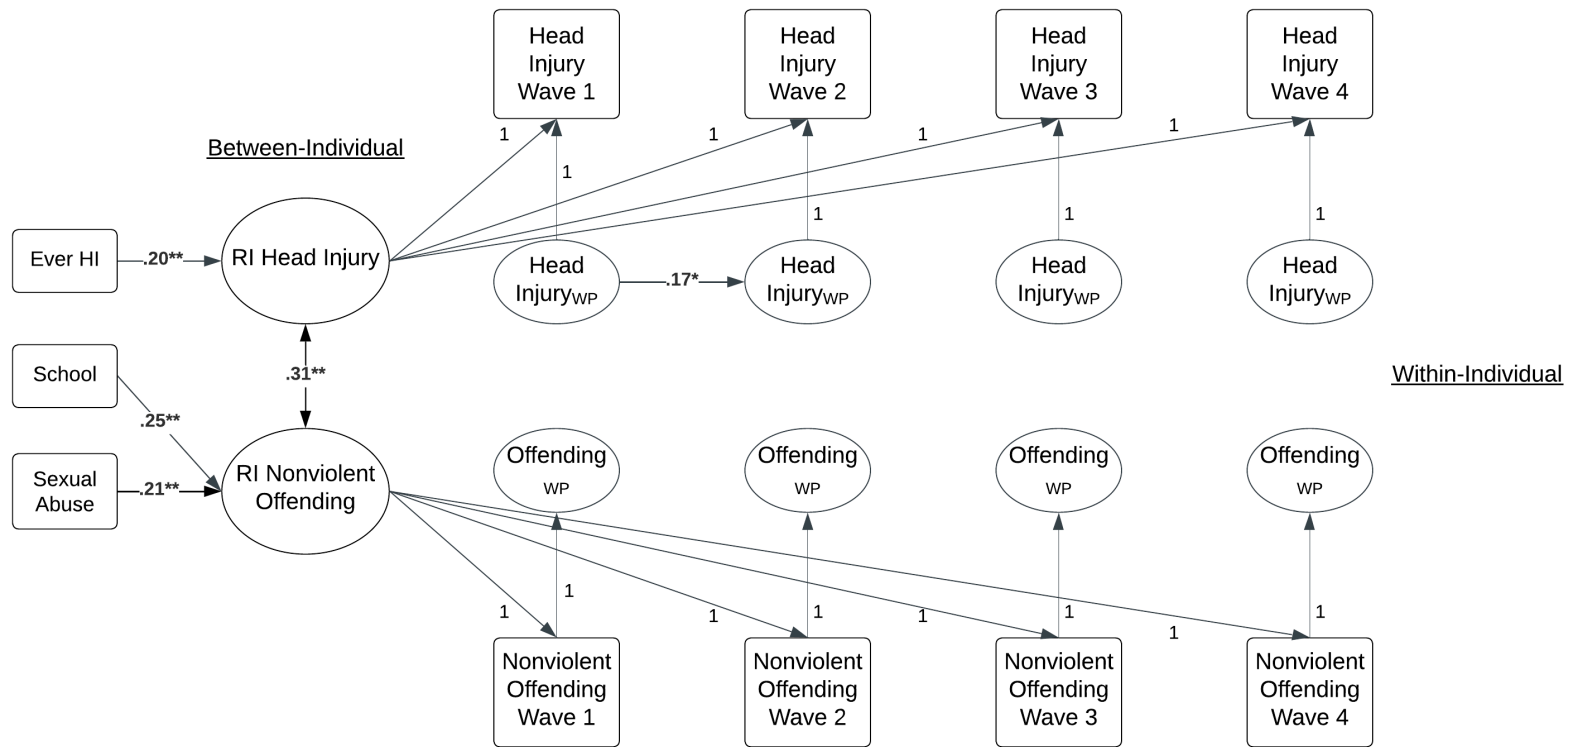 Head
Injury
Wave 1
Head
Injury
Wave 2
Head
Injury
Wave 3
Head
Injury
Wave 4
1
1
1
1
Between-Individual
1
1
1
1
Ever HI
.20**
RI Head Injury
Head
InjuryWP
.17*
Head
InjuryWP
Head
InjuryWP
Head
InjuryWP
School
.31**
Within-Individual
.25**
Sexual
Abuse
.21**
RI Nonviolent
Offending
Offending
WP
Offending
WP
Offending
WP
Offending
WP
1
1
1
1
1
1
1
1
Nonviolent
Offending
Wave 1
Nonviolent
Offending
Wave 2
Nonviolent
Offending
Wave 3
Nonviolent
Offending
Wave 4